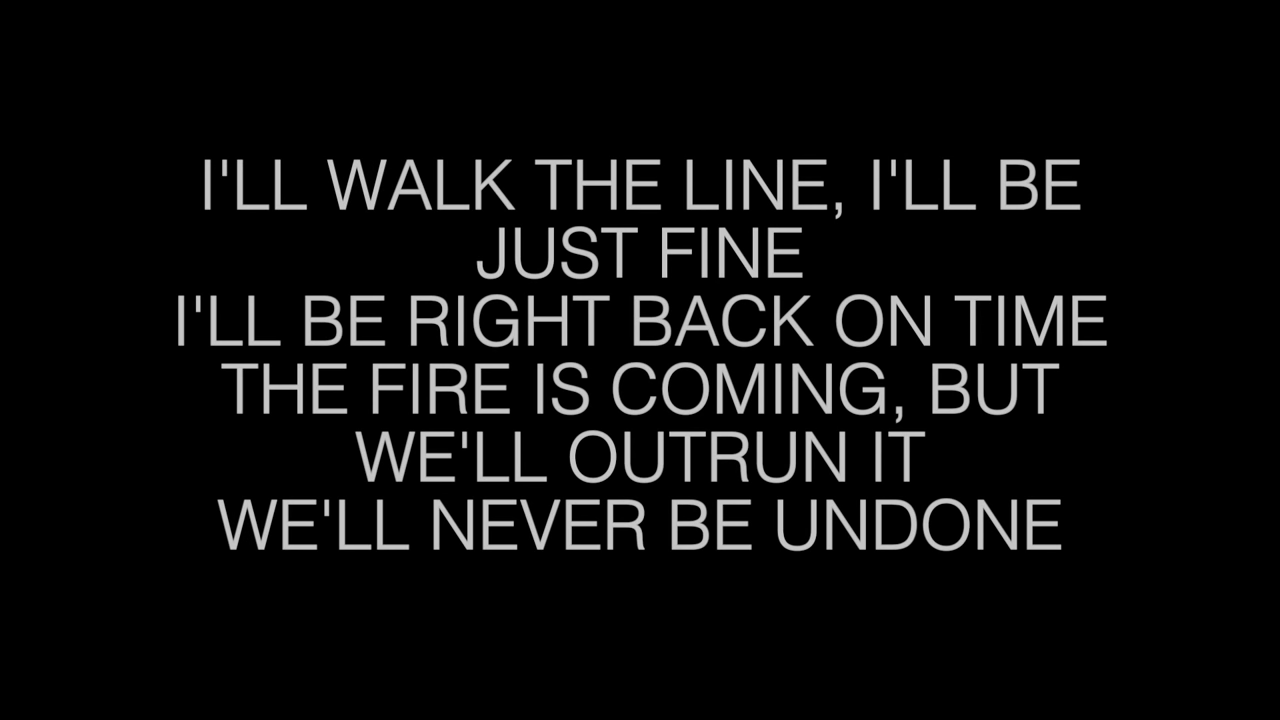 I'LL WALK THE LINE, I'LL BE
JUST FINE
I'LL BE RIGHT BACK ON TIME
THE FIRE IS COMING, BUT
WE'LL OUTRUN IT
WE'LL NEVER BE UNDONE